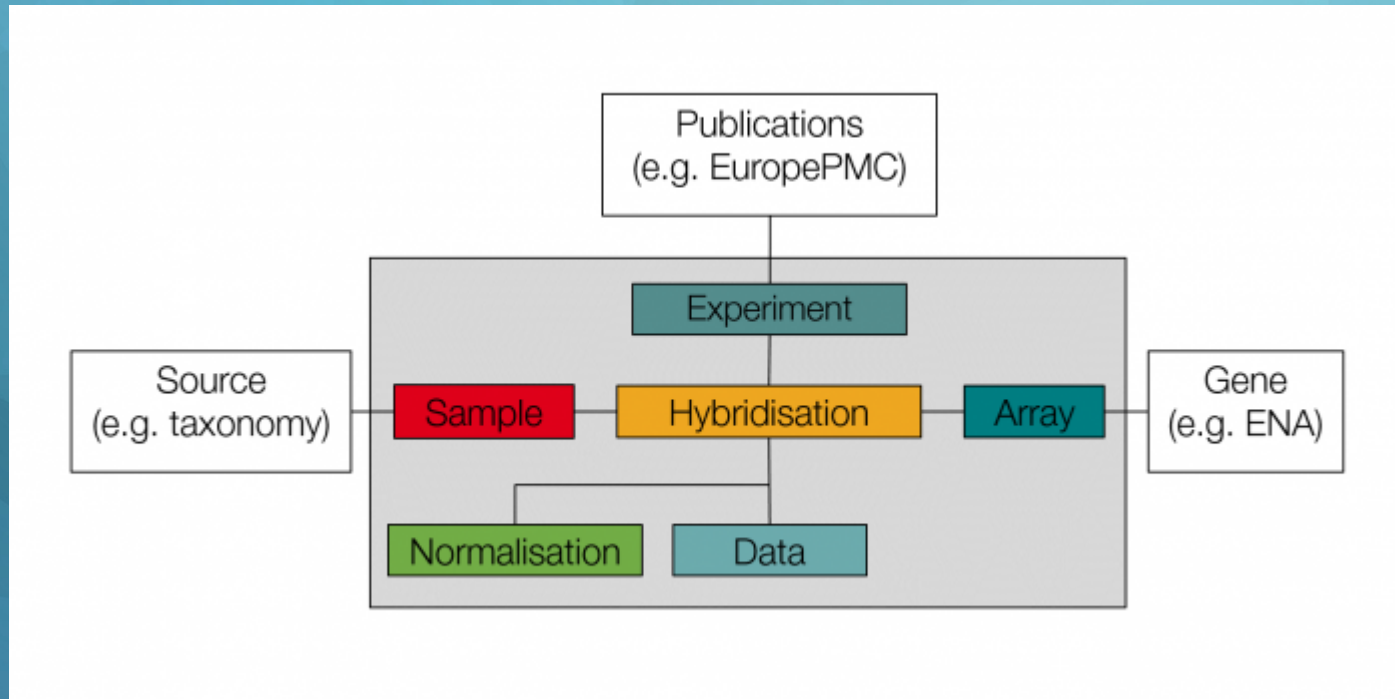 Publications
(e.g. EuropePMC)
Experiment
Source
(e.g. taxonomy)
Sample
Hybridisation
Array
Gene
(e.g. ENA)
Normalisation
Data